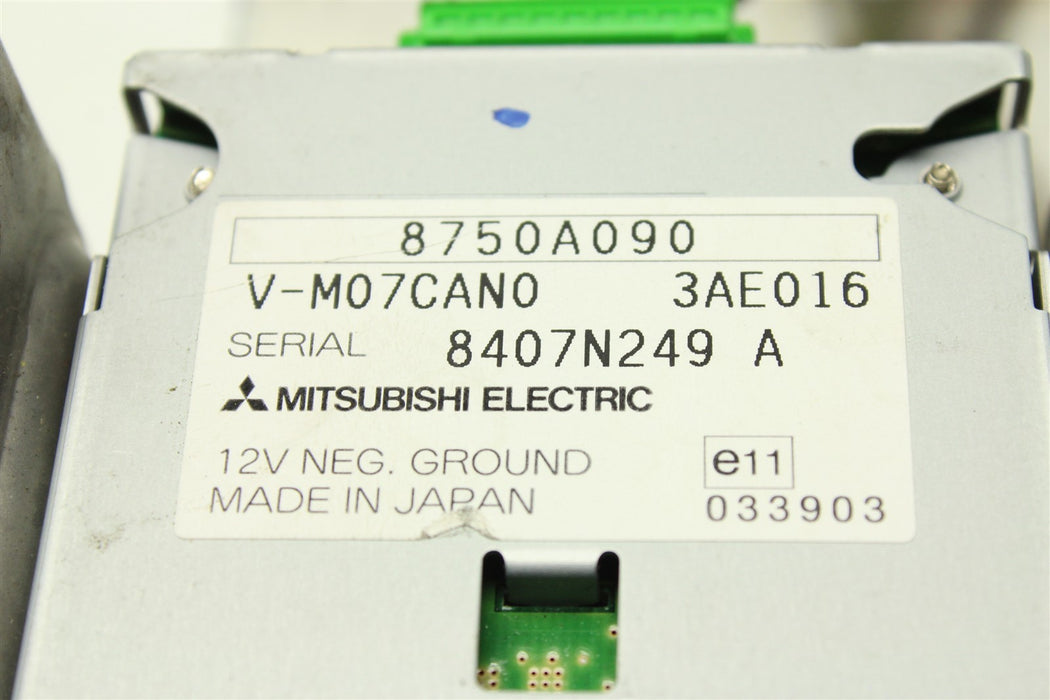 8750A090
V-M07CAN0 3AE016
SERIAL 8407N249 A
MITSUBISHI ELECTRIC
12V NEG. GROUND e11
MADE IN JAPAN 033903